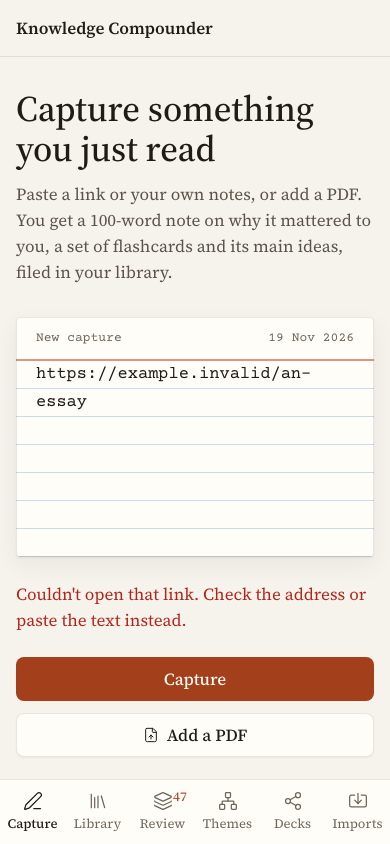 Knowledge Compounder
Capture something
you just read
Paste a link or your own notes, or add a PDF.
You get a 100-word note on why it mattered to
you, a set of flashcards and its main ideas,
filed in your library.
New capture 19 Nov 2026
https://example.invalid/an-
essay
Couldn't open that link. Check the address or
paste the text instead.
Capture
Add a PDF
47
Capture Library Review Themes Decks Imports